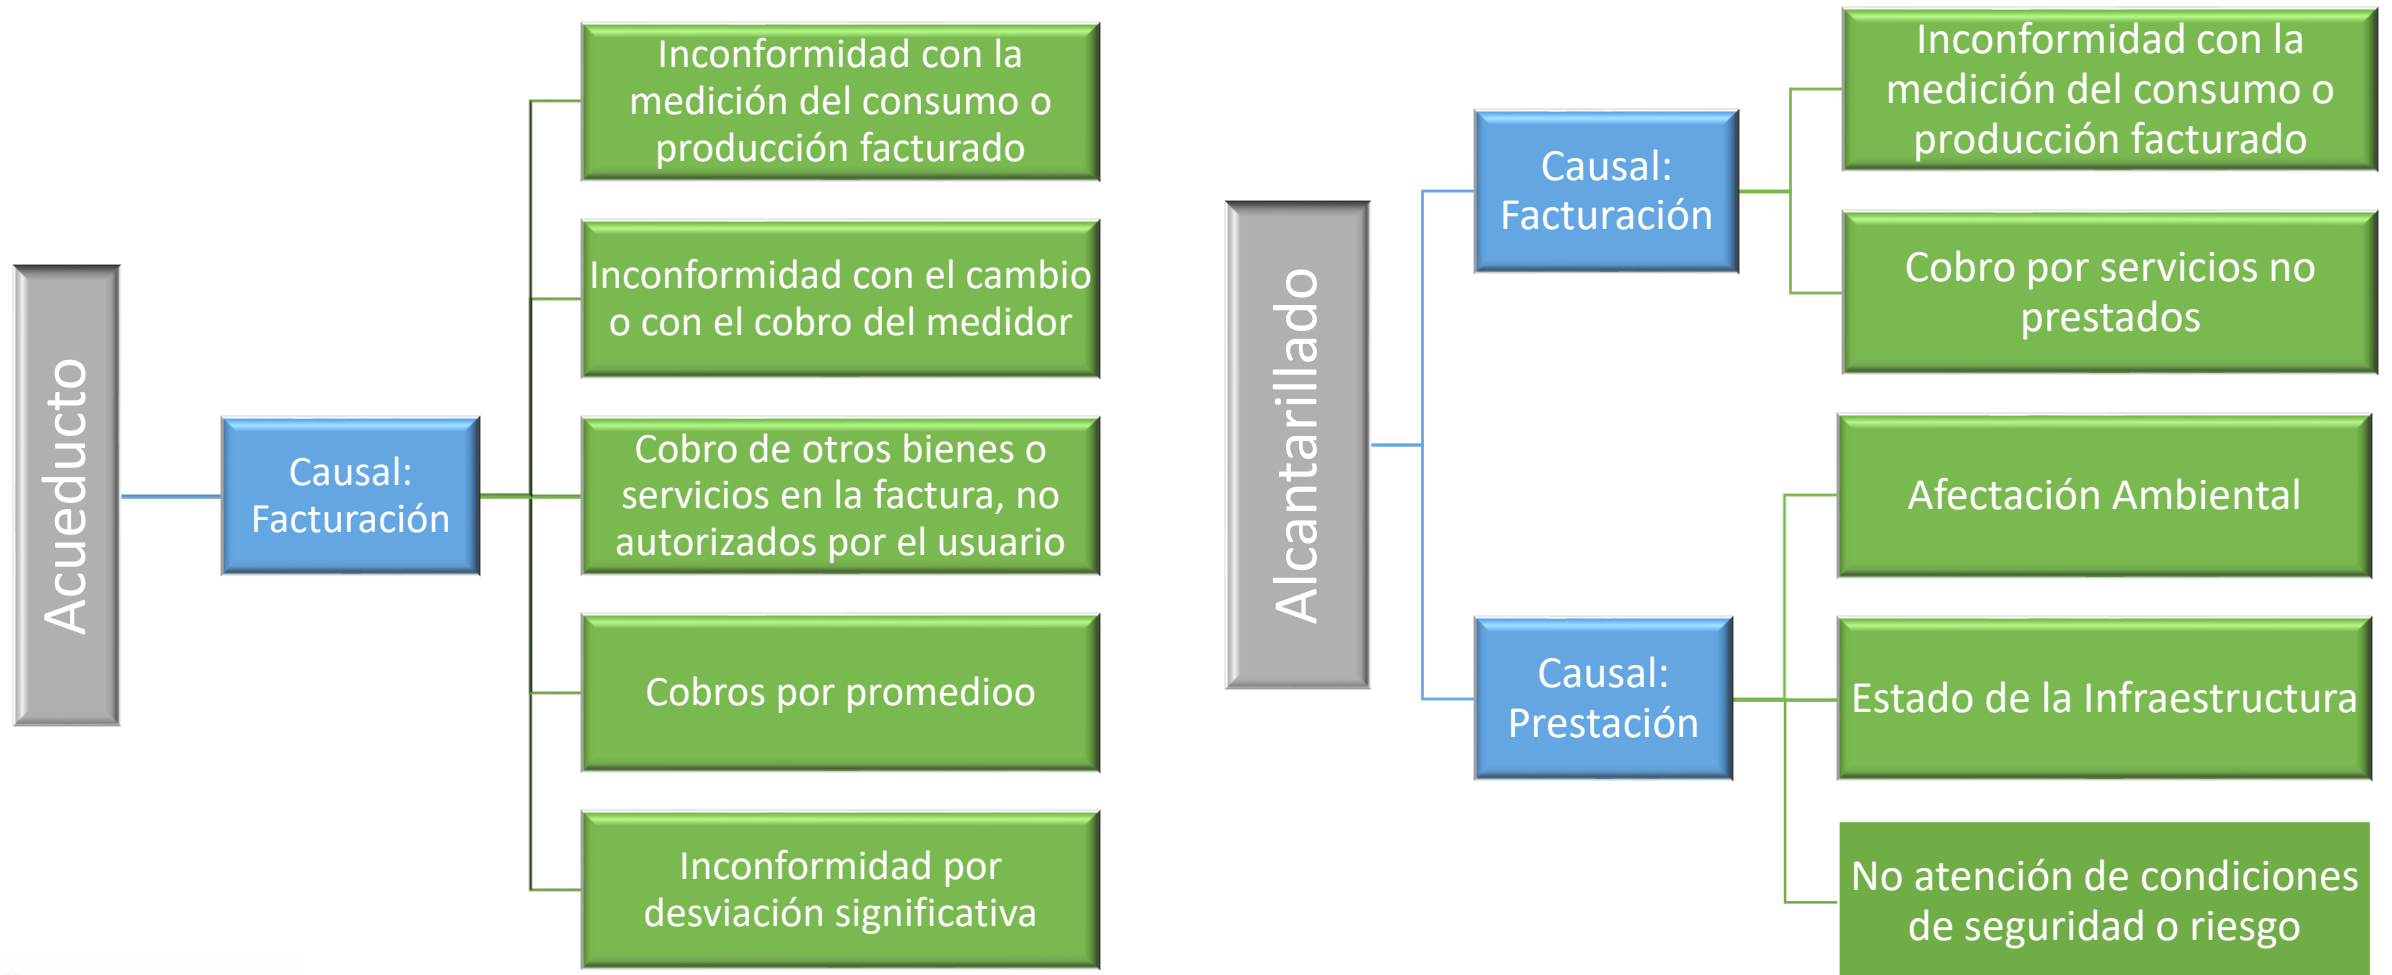 Acueducto
Causal:
Facturación
Inconformidad con la
medición del consumo o
producción facturado
Inconformidad con el cambio
o con el cobro del medidor
Cobro de otros bienes o
servicios en la factura, no
autorizados por el usuario
Cobros por promedioo
Inconformidad por
desviación significativa
Alcantarillado
Causal:
Facturación
Inconformidad con la
medición del consumo o
producción facturado
Cobro por servicios no
prestados
Causal:
Prestación
Afectación Ambiental
Estado de la Infraestructura
No atención de condiciones
de seguridad o riesgo